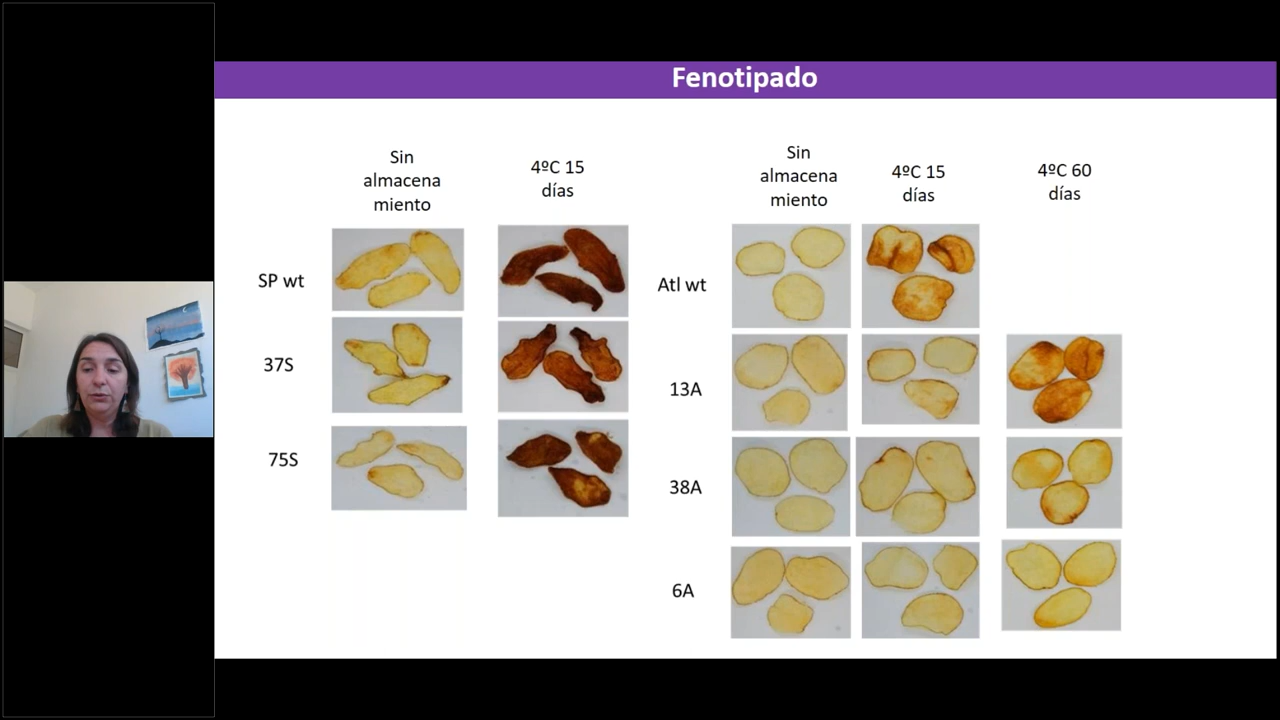 Fenotipado
Sin
almacena
miento
4ºC 15
días
SP wt
37S
75S
Sin
almacena
miento
4ºC 15
días
4ºC 60
días
Atl wt
13A
38A
6A